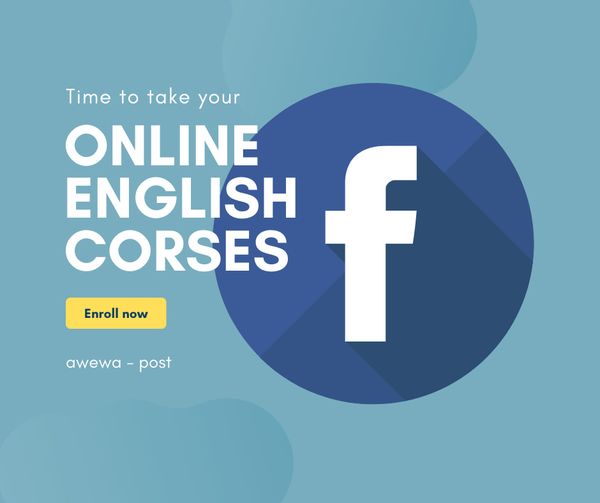 Time to take your
ONLINE
ENGLISH
CORSES
Enroll now
awewa - post
f